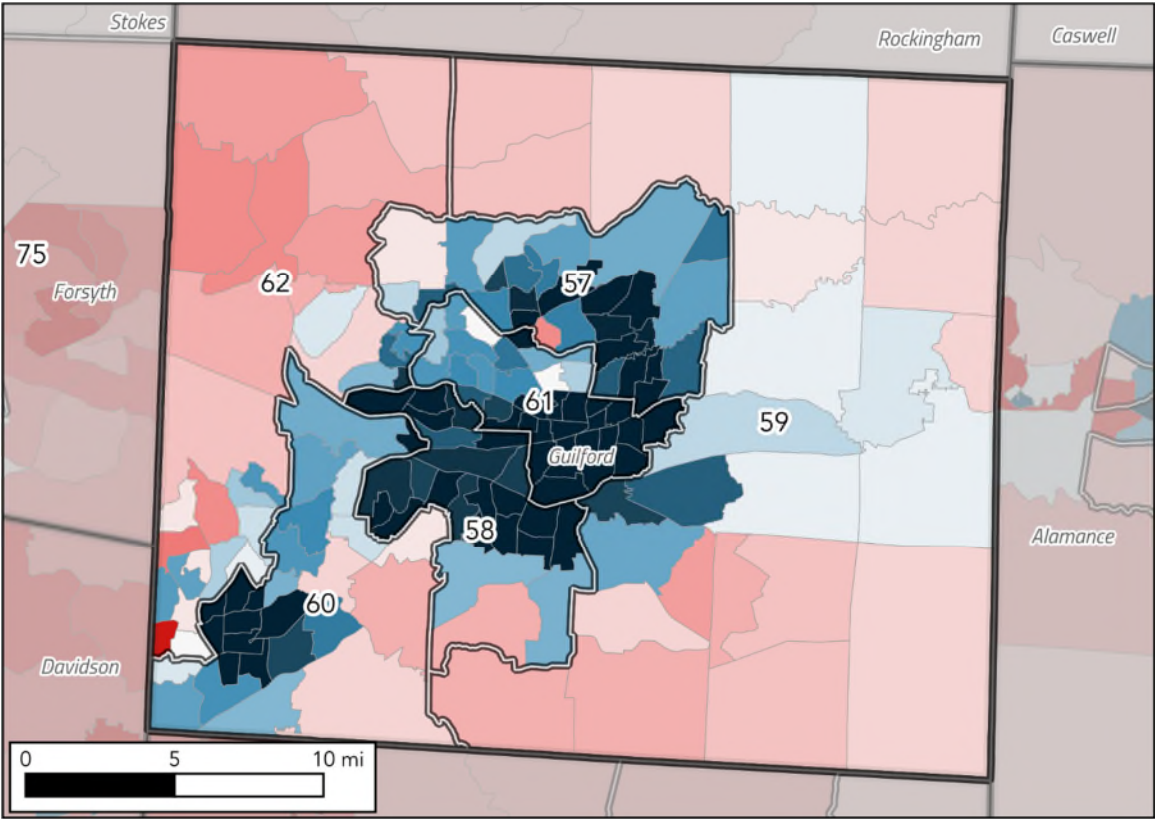 Stokes
Rockingham
Caswell
75
Forsyth
62
57
61
59
Guilford
58
Alamance
60
Davidson
0 5 10 mi